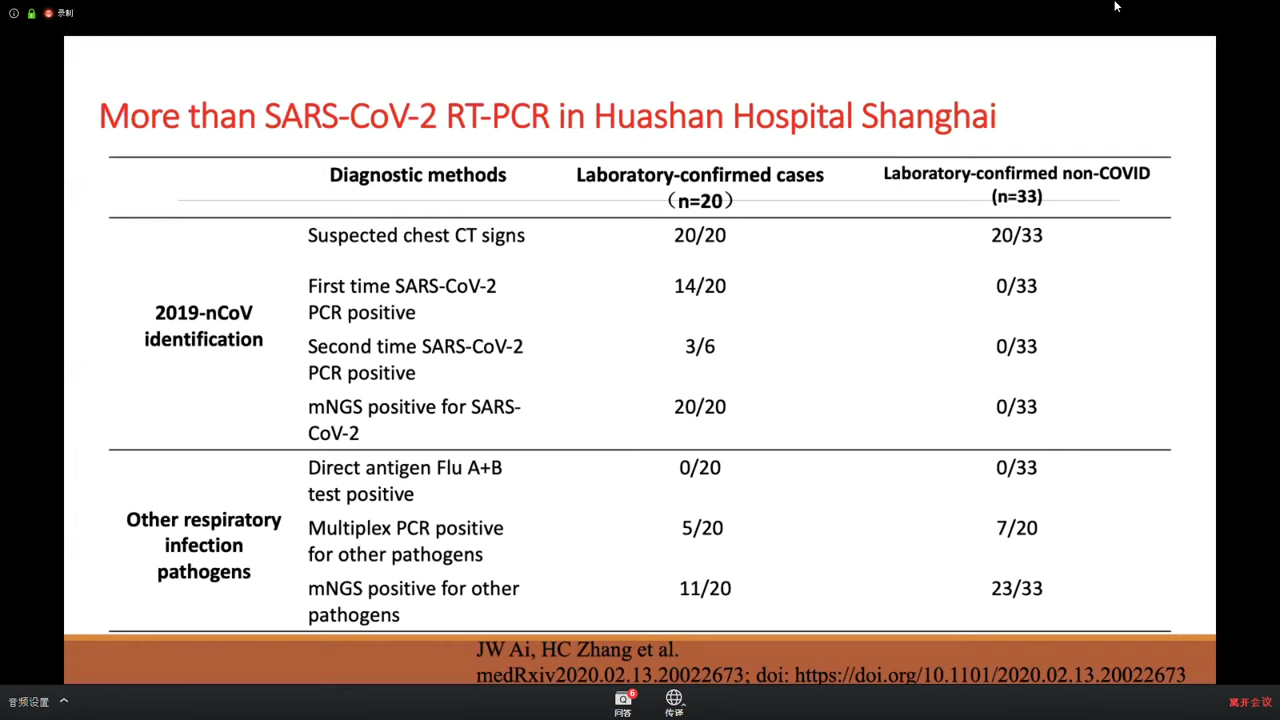 录制
More than SARS-CoV-2 RT-PCR in Huashan Hospital Shanghai
Diagnostic methods
Laboratory-confirmed cases
（n=20）
Laboratory-confirmed non-COVID
(n=33)
2019-nCoV
identification
Suspected chest CT signs
20/20
20/33
First time SARS-CoV-2
PCR positive
14/20
0/33
Second time SARS-CoV-2
PCR positive
3/6
0/33
mNGS positive for SARS-
CoV-2
20/20
0/33
Other respiratory
infection
pathogens
Direct antigen Flu A+B
test positive
0/20
0/33
Multiplex PCR positive
for other pathogens
5/20
7/20
mNGS positive for other
pathogens
11/20
23/33
JW Ai, HC Zhang et al.
medRxiv2020.02.13.20022673; doi: https://doi.org/10.1101/2020.02.13.20022673
音频设置
6
问答
传译
离开会议